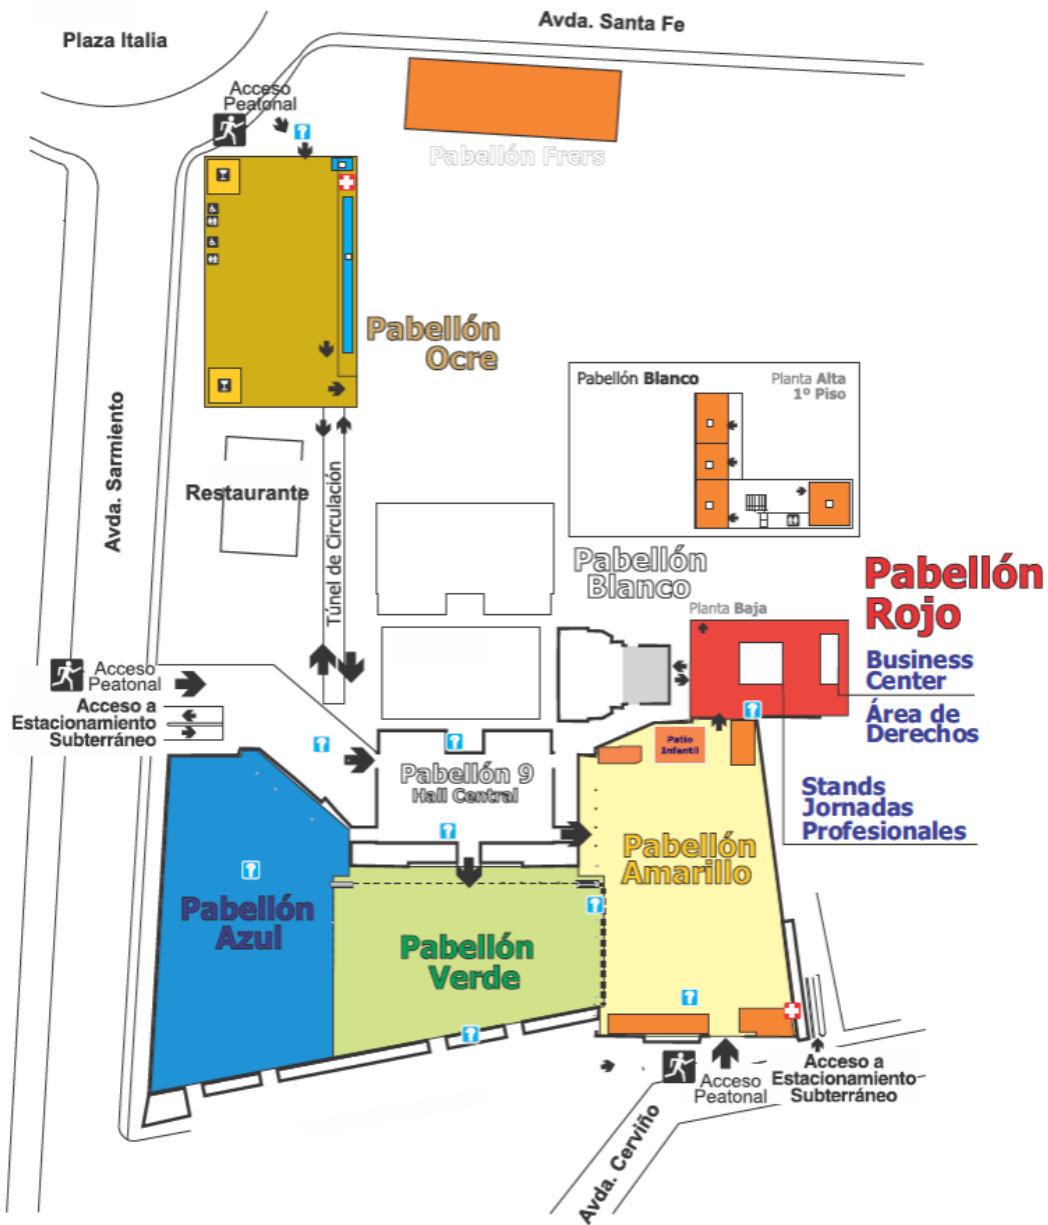 Avda. Santa Fe
Plaza Italia
Acceso
Peatonal
Pabellón Frers
Pabellón
Ocre
Pabellón Blanco
Planta Alta
1º Piso
Avda. Sarmiento
Restaurante
Túnel de Circulación
Pabellón
Blanco
Pabellón
Rojo
Planta Baja
Business
Center
Área de
Derechos
Acceso
Peatonal
Acceso a
Estacionamiento
Subterráneo
Patio
Infantil
Pabellón 9
Hall Central
Stands
Jornadas
Profesionales
Pabellón
Amarillo
Pabellón
Azul
Pabellón
Verde
Acceso
Peatonal
Acceso a
Estacionamiento
Subterráneo
Avda. Cerviño